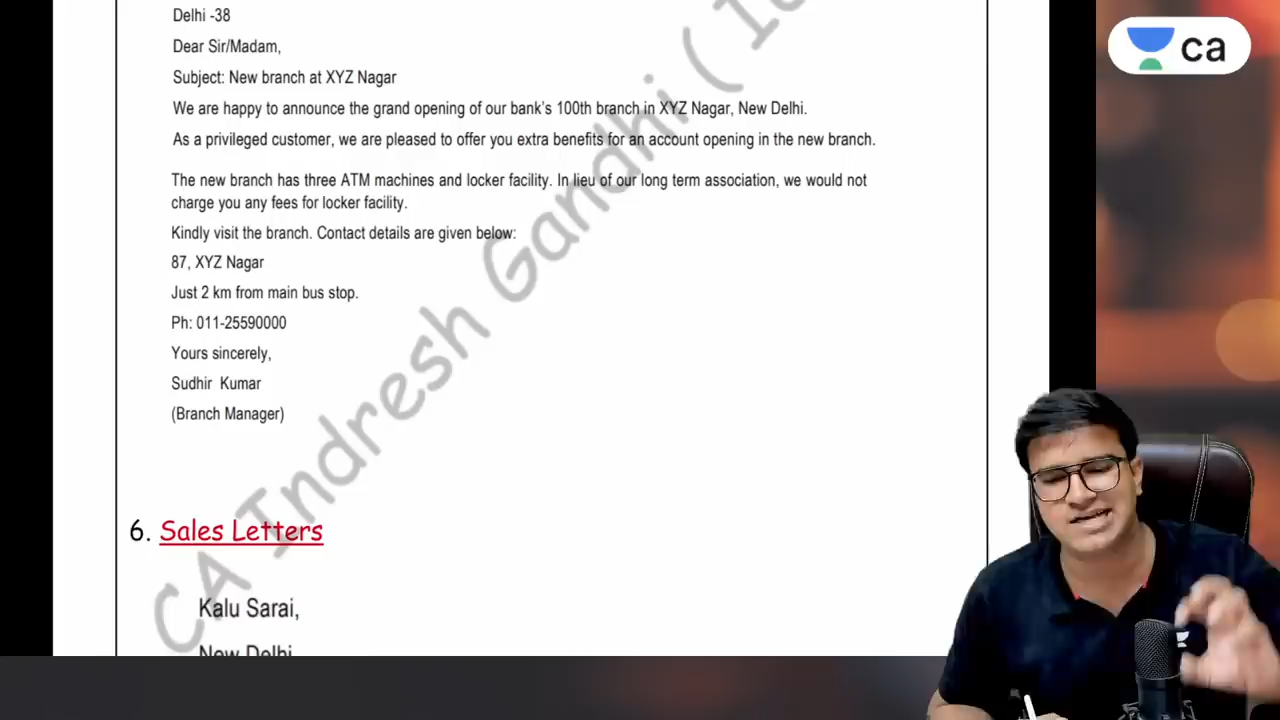 Delhi -38
ca
Dear Sir/Madam,
Subject: New branch at XYZ Nagar
We are happy to announce the grand opening of our bank's 100th branch in XYZ Nagar, New Delhi.
As a privileged customer, we are pleased to offer you extra benefits for an account opening in the new branch.
The new branch has three ATM machines and locker facility. In lieu of our long term association, we would not
charge you any fees for locker facility.
Kindly visit the branch. Contact details are given below:
87, XYZ Nagar
Just 2 km from main bus stop.
Ph: 011-25590000
Yours sincerely,
Sudhir Kumar
(Branch Manager)
CA Indresh Gandhi (
6. Sales Letters
Kalu Sarai,
New Delhi